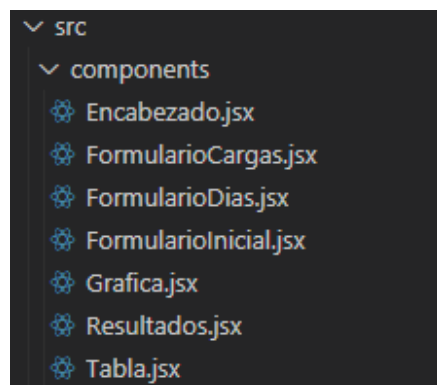 src
components
Encabezado.jsx
FormularioCargas.jsx
FormularioDias.jsx
FormularioInicial.jsx
Grafica.jsx
Resultados.jsx
Tabla.jsx